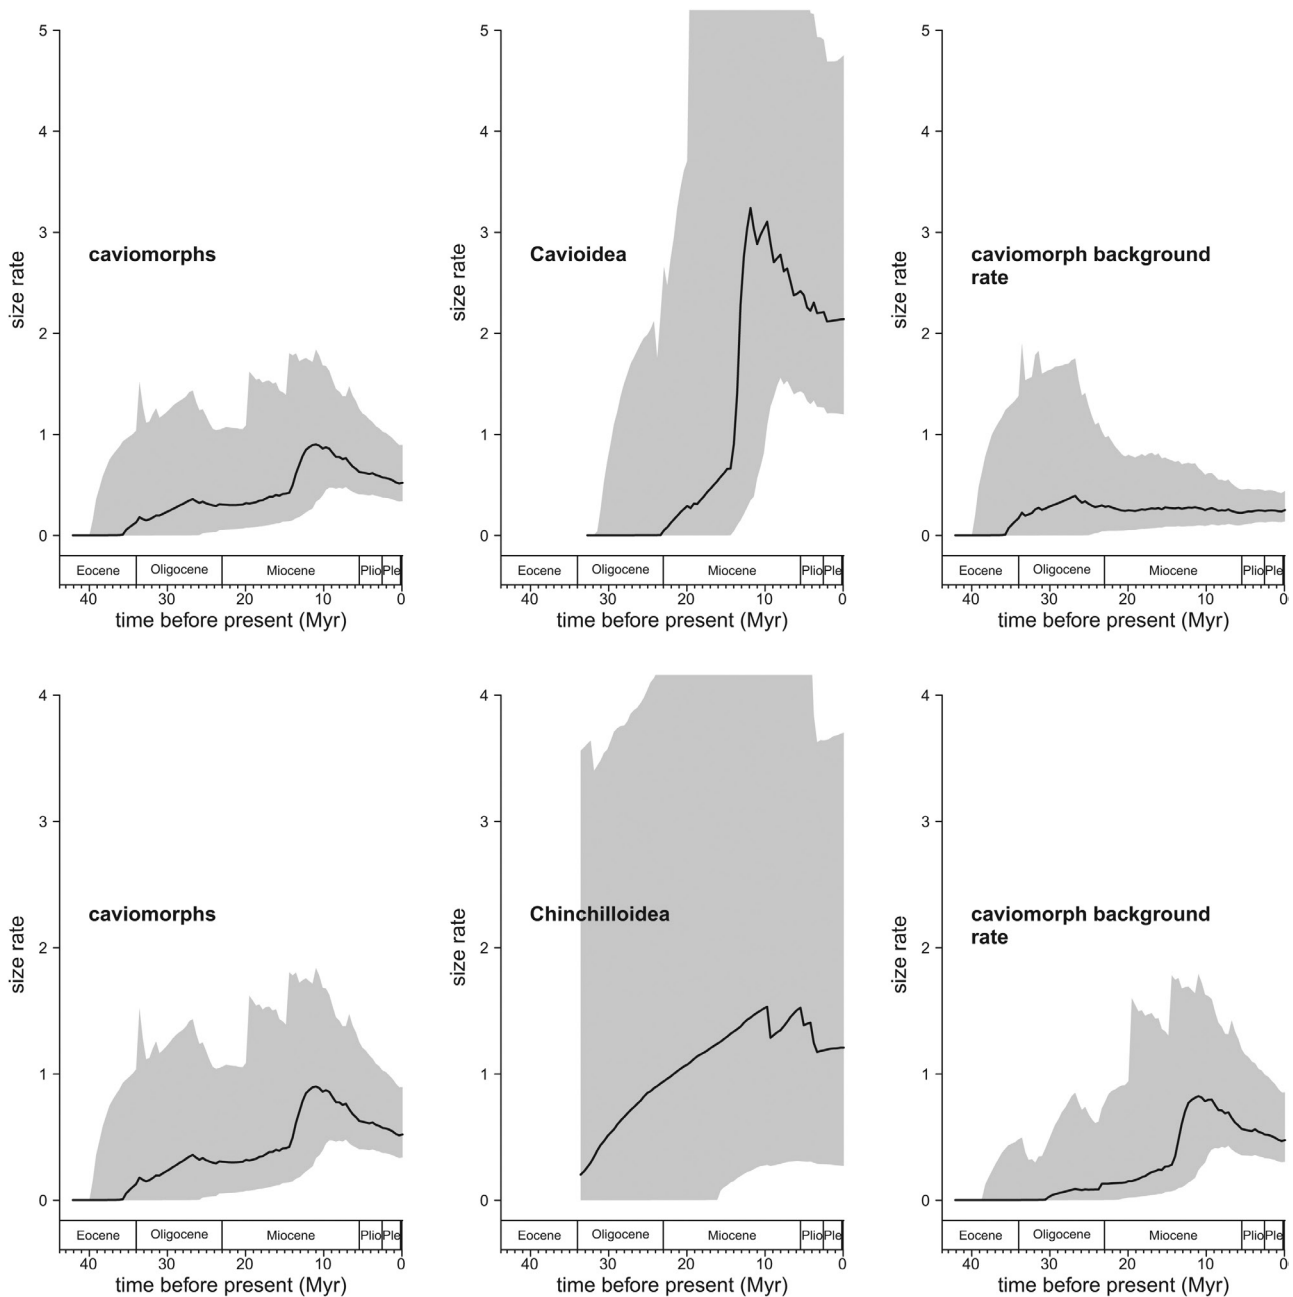 5
4
3
2
1
0
size rate
caviomorphs
Eocene Oligocene Miocene Plio Ple
40 30 20 10 0
time before present (Myr)
5
4
3
2
1
0
size rate
Cavioidea
Eocene Oligocene Miocene Plio Ple
40 30 20 10 0
time before present (Myr)
5
4
3
2
1
0
size rate
caviomorph background
rate
Eocene Oligocene Miocene Plio Ple
40 30 20 10 0
time before present (Myr)
4
3
2
1
0
size rate
caviomorphs
Eocene Oligocene Miocene Plio Ple
40 30 20 10 0
time before present (Myr)
4
3
2
1
0
size rate
Chinchilloidea
Eocene Oligocene Miocene Plio Ple
40 30 20 10 0
time before present (Myr)
4
3
2
1
0
size rate
caviomorph background
rate
Eocene Oligocene Miocene Plio Ple
40 30 20 10 0
time before present (Myr)